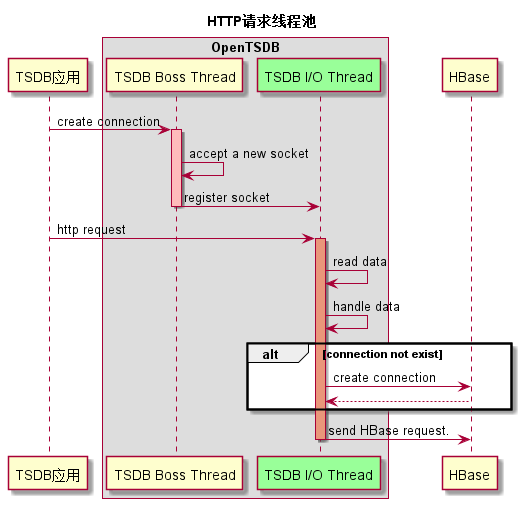 HTTP请求线程池
OpenTSDB
TSDB应用
TSDB Boss Thread
TSDB I/O Thread
HBase
create connection
accept a new socket
register socket
http request
read data
handle data
alt
[connection not exist]
create connection
send HBase request.
TSDB应用
TSDB Boss Thread
TSDB I/O Thread
HBase